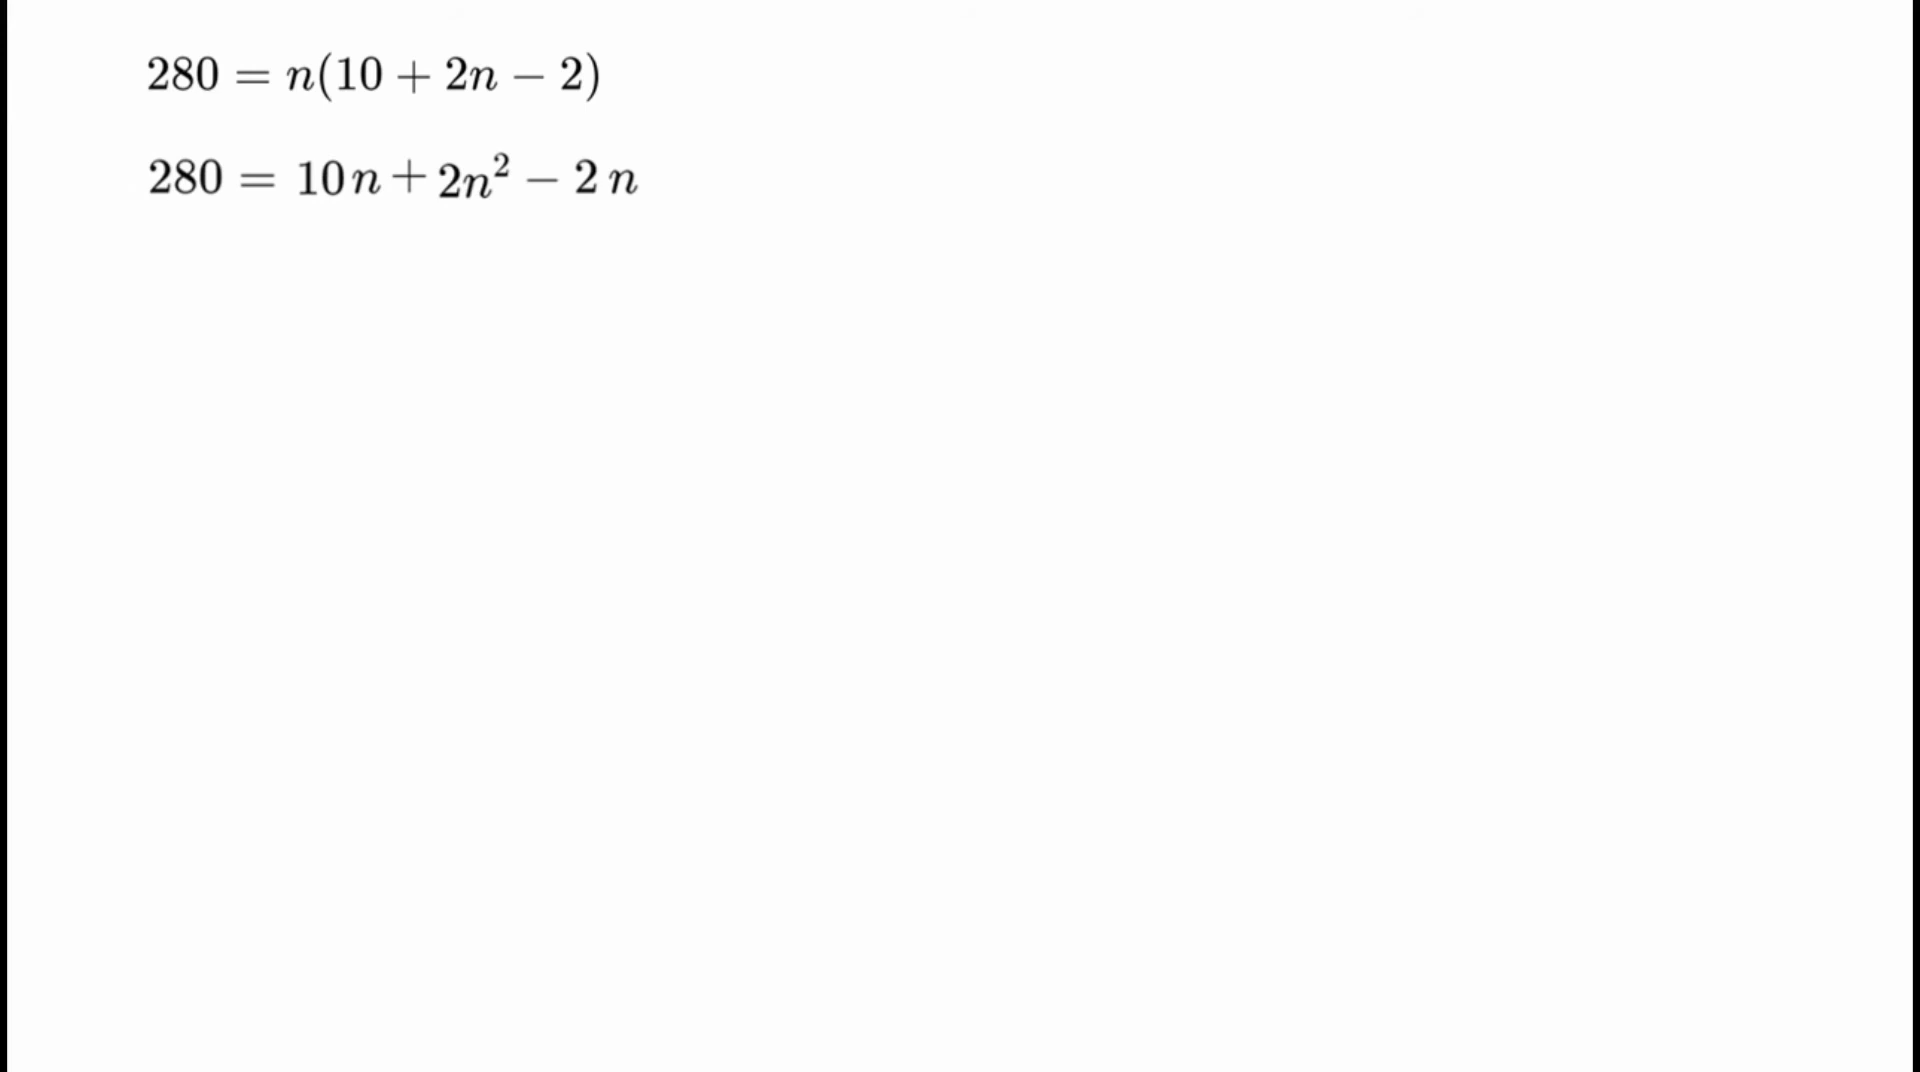 280 = n(10 + 2n − 2)
280 = 10n + 2n² − 2n